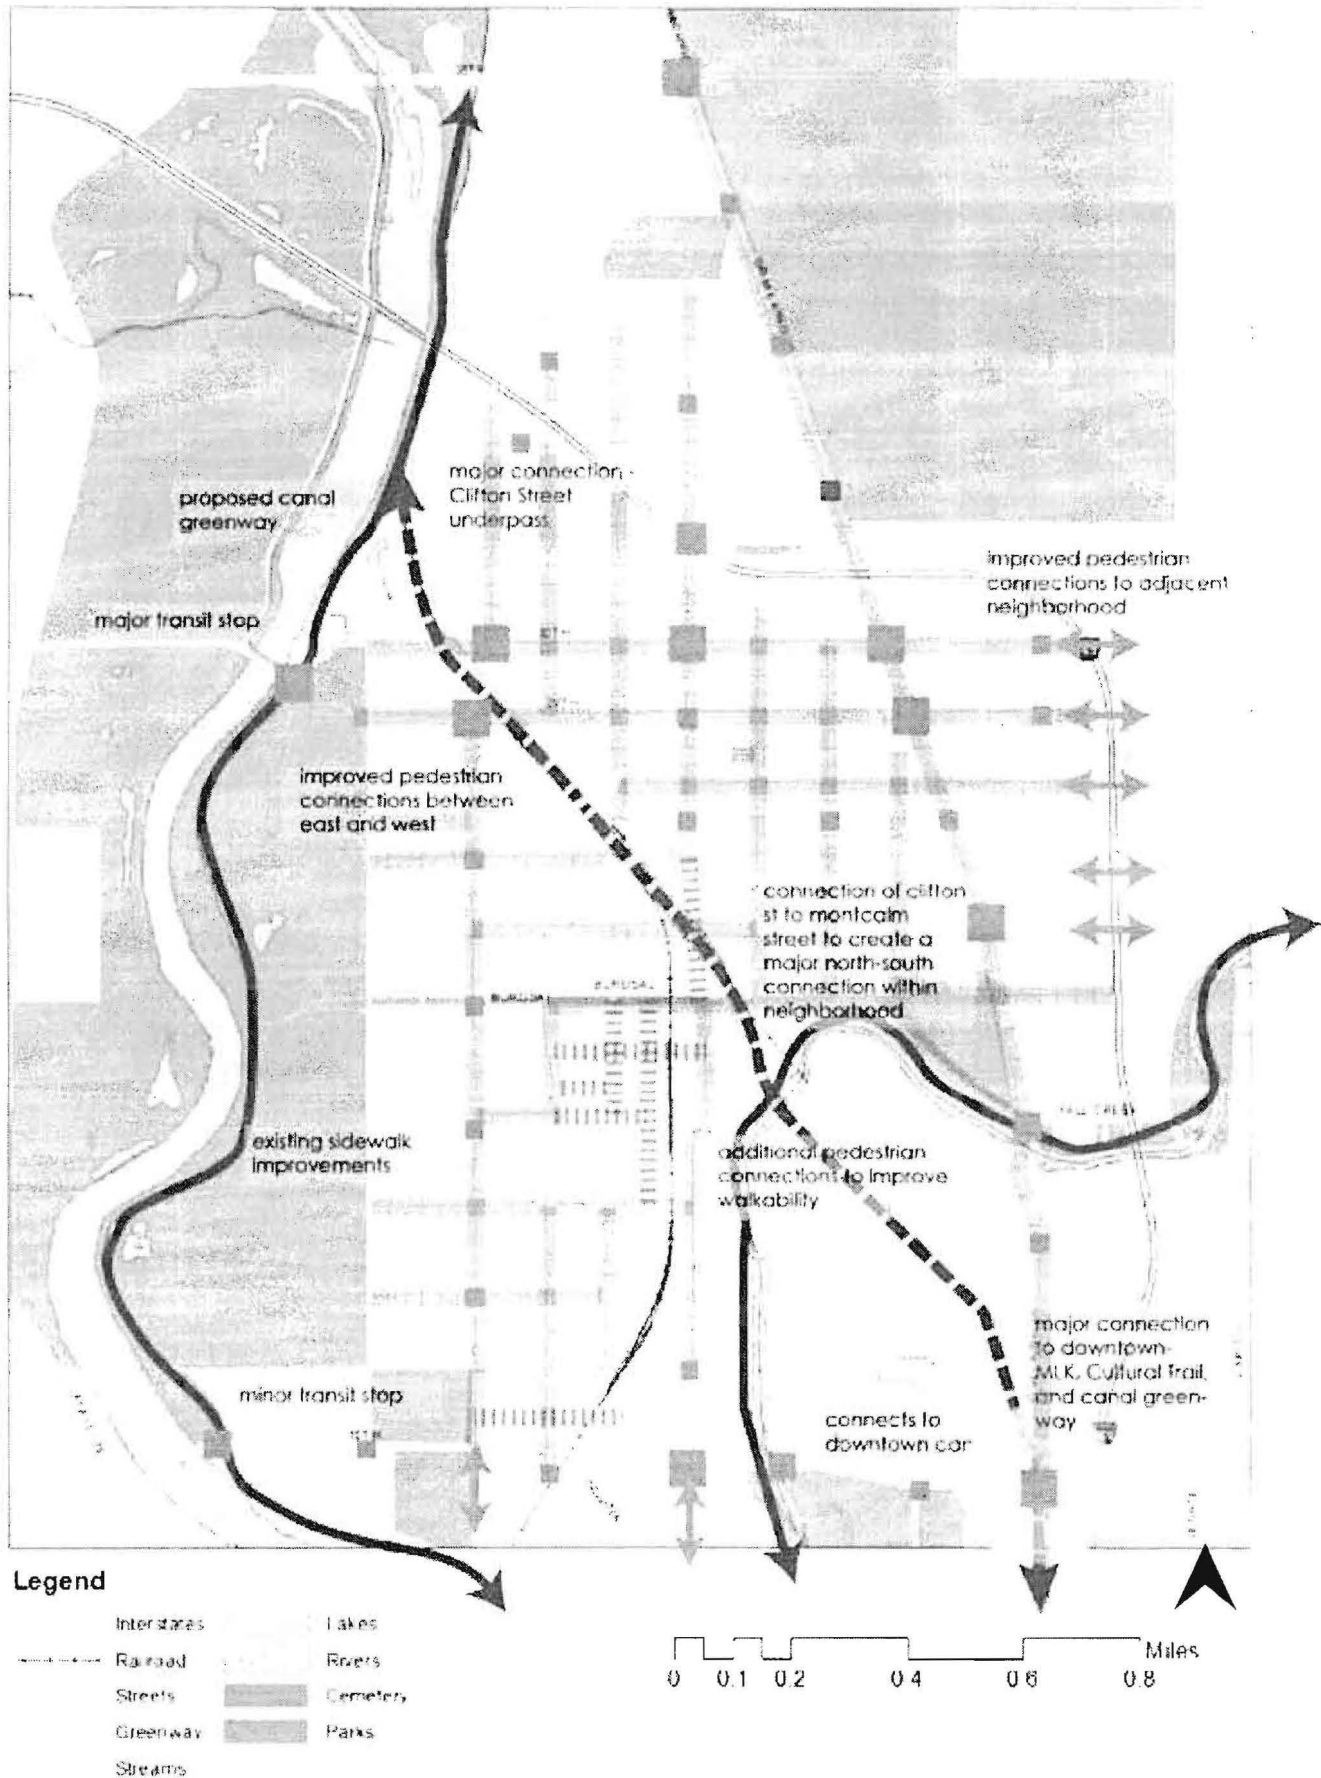 proposed canal
greenway
major connection -
Clifton Street
underpass
improved pedestrian
connections to adjacent
neighborhood
major transit stop
improved pedestrian
connections between
east and west
connection of clifton
st to montcalm
street to create a
major north-south
connection within
neighborhood
BURDSAL
existing sidewalk
improvements
additional pedestrian
connections to improve
walkability
major connection
to downtown-
MLK, Cultural Trail,
and canal green-
way
minor transit stop
connects to
downtown can
Legend
Interstates
Railroad
Streets
Greenway
Streams
Lakes
Rivers
Cemetery
Parks
Miles
0 0.1 0.2 0.4 0.6 0.8